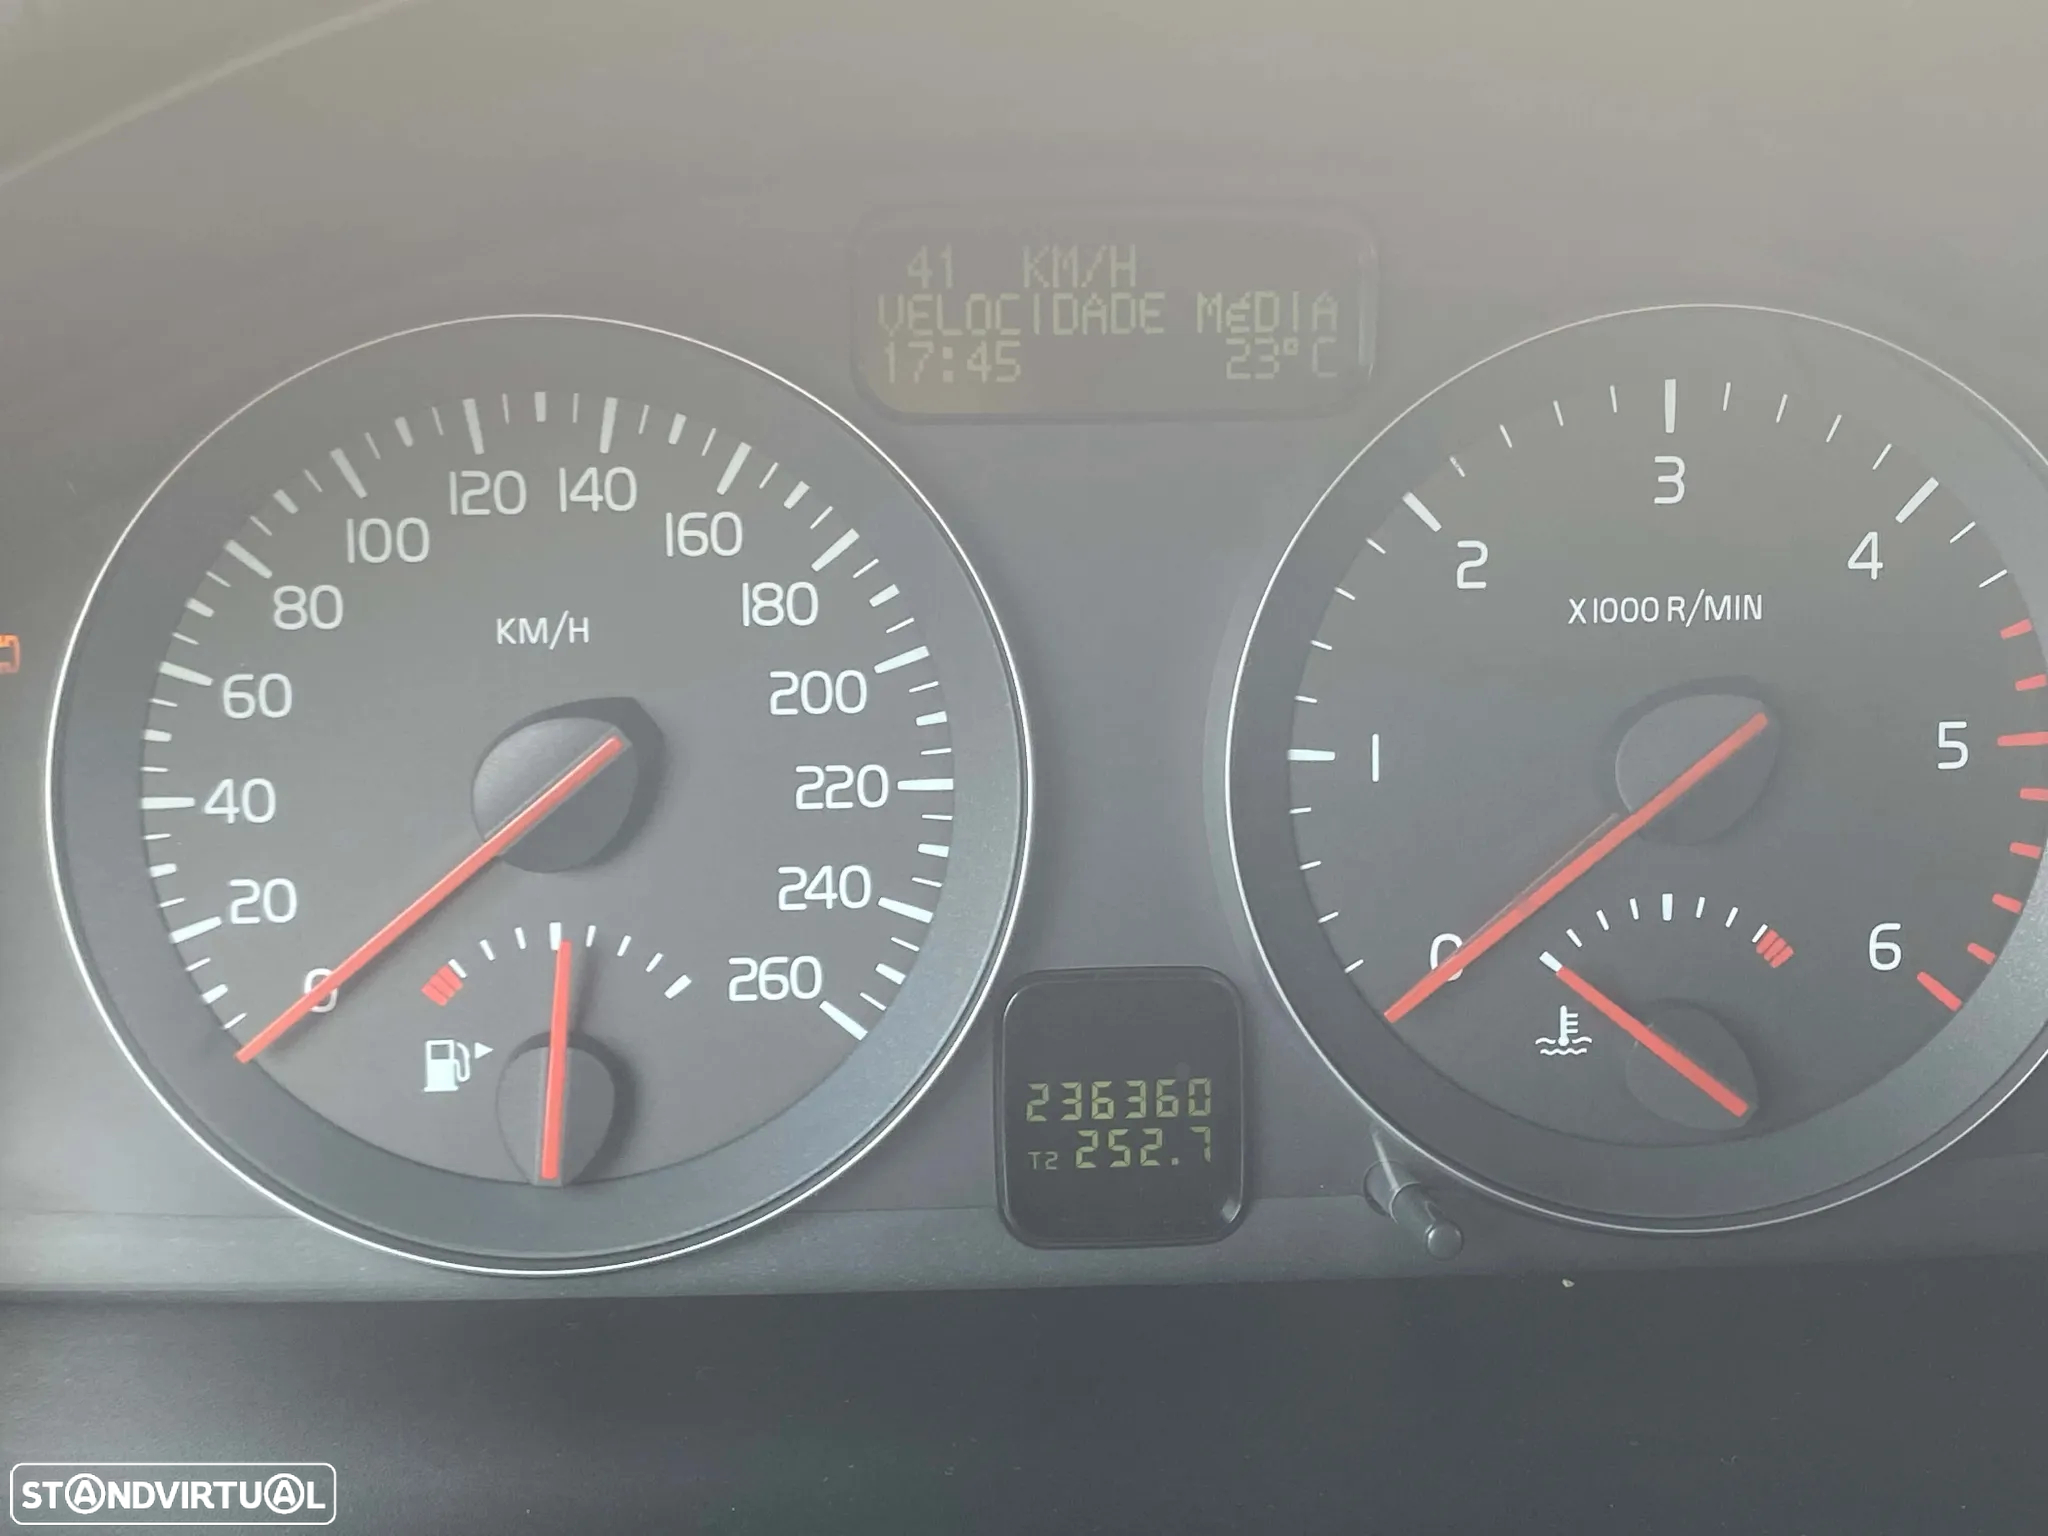 41 KM/H
VELOCIDADE MéDIA
17:45 23°C
0 20 40 60 80 100 120 140 160 180 200 220 240 260
KM/H
0 1 2 3 4 5 6
X1000 R/MIN
236360
T2 252.7
STANDVIRTUAL